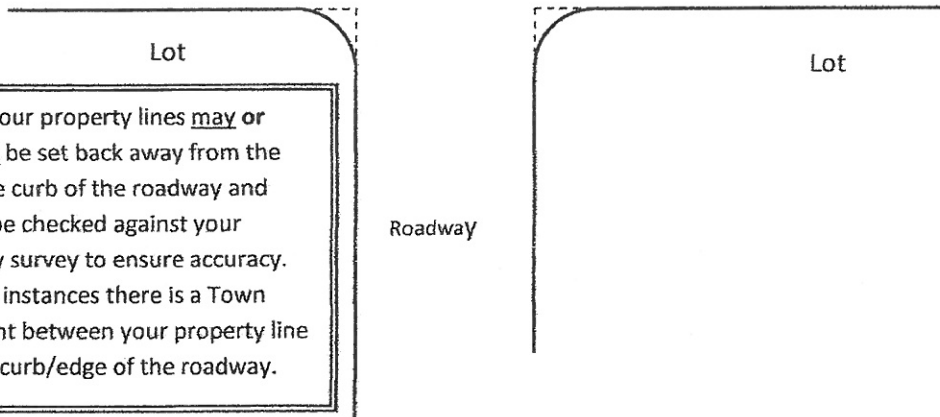 Lot
Lot
our property lines may or
be set back away from the
curb of the roadway and
be checked against your
survey to ensure accuracy.
instances there is a Town
between your property line
curb/edge of the roadway.
Roadway